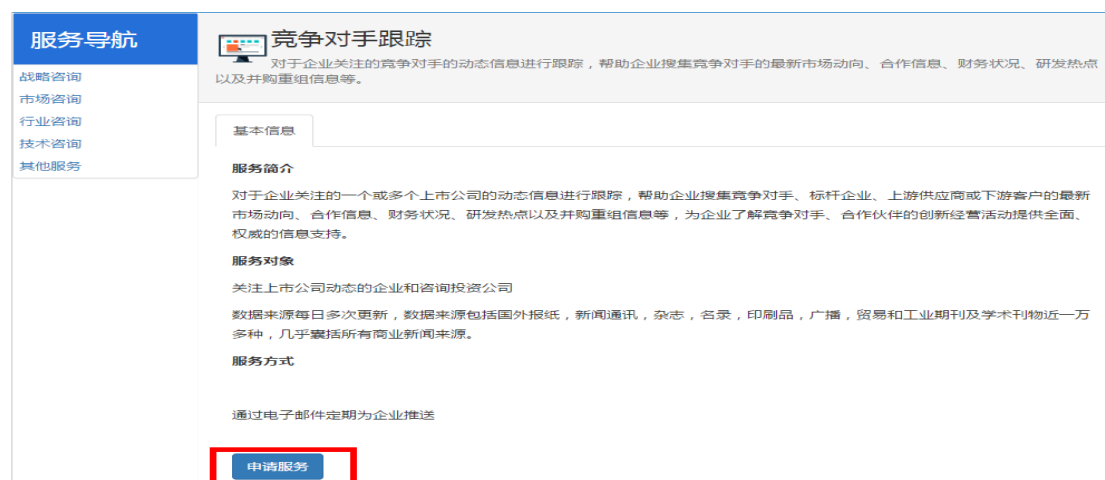 服务导航
战略咨询
市场咨询
行业咨询
技术咨询
其他服务
竞争对手跟踪
对于企业关注的竞争对手的动态信息进行跟踪，帮助企业搜集竞争对手的最新市场动向、合作信息、财务状况、研发热点
以及并购重组信息等。
基本信息
服务简介
对于企业关注的一个或多个上市公司的动态信息进行跟踪，帮助企业搜集竞争对手、标杆企业、上游供应商或下游客户的最新
市场动向、合作信息、财务状况、研发热点以及并购重组信息等，为企业了解竞争对手、合作伙伴的创新经营活动提供全面、
权威的信息支持。
服务对象
关注上市公司动态的企业和咨询投资公司
数据来源每日多次更新，数据来源包括国外报纸，新闻通讯，杂志，名录，印刷品，广播，贸易和工业期刊及学术刊物近一万
多种，几乎囊括所有商业新闻来源。
服务方式
通过电子邮件定期为企业推送
申请服务